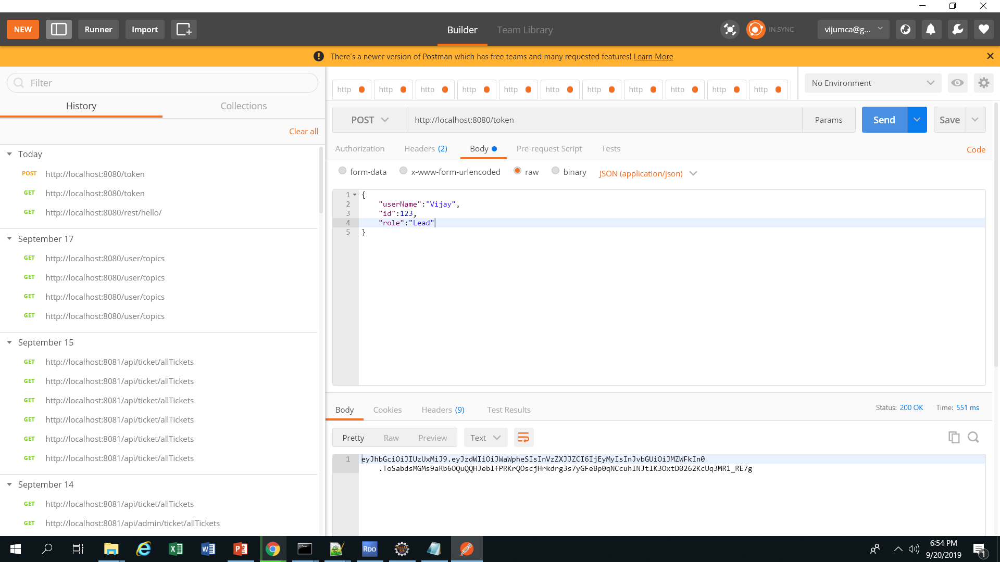 NEW
Runner
Import
Builder
Team Library
IN SYNC
vijumca@g...
There's a newer version of Postman which has free teams and many requested features! Learn More
Filter
History
Collections
Clear all
Today
POST http://localhost:8080/token
GET http://localhost:8080/token
GET http://localhost:8080/rest/hello/
September 17
GET http://localhost:8080/user/topics
GET http://localhost:8080/user/topics
GET http://localhost:8080/user/topics
GET http://localhost:8080/user/topics
September 15
GET http://localhost:8081/api/ticket/allTickets
GET http://localhost:8081/api/ticket/allTickets
GET http://localhost:8081/api/ticket/allTickets
GET http://localhost:8081/api/ticket/allTickets
GET http://localhost:8081/api/ticket/allTickets
GET http://localhost:8081/api/ticket/allTickets
September 14
GET http://localhost:8081/api/ticket/allTickets
GET http://localhost:8081/api/admin/ticket/allTickets
http http http http http http http http http http http
No Environment
POST http://localhost:8080/token Params Send Save
Authorization Headers (2) Body Pre-request Script Tests Code
form-data x-www-form-urlencoded raw binary JSON (application/json)
1 {
2 "userName":"Vijay",
3 "id":123,
4 "role":"Lead"
5 }
Body Cookies Headers (9) Test Results Status: 200 OK Time: 551 ms
Pretty Raw Preview Text
1 eyJhbGciOiJIUzUxMiJ9.eyJzdWIiOiJWaWpheSIsInVzZXJJZCI6IjEyMyIsInJvbGUiOiJMZWFkIn0
.ToSabdsMGMs9aRb6OQuQQHJeblfPRKrQOscjHrkdrg3s7yGFeBp0qNCcuhlNJtlK3OxtD0262KcUq3MR1_RE7g
RDO
6:54 PM
9/20/2019
1